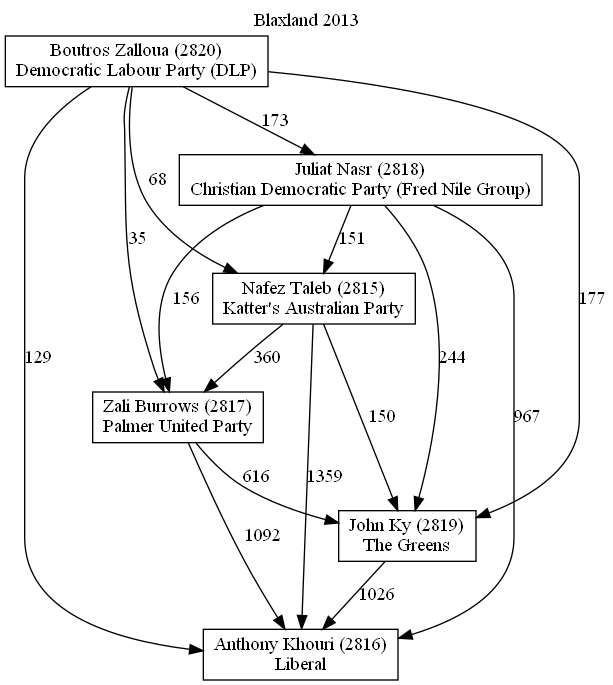 Blaxland 2013
Boutros Zalloua (2820)
Democratic Labour Party (DLP)
173
Juliat Nasr (2818)
Christian Democratic Party (Fred Nile Group)
68
35
151
Nafez Taleb (2815)
Katter's Australian Party
156
177
129
360
244
Zali Burrows (2817)
Palmer United Party
150
967
616
1359
John Ky (2819)
The Greens
1092
1026
Anthony Khouri (2816)
Liberal